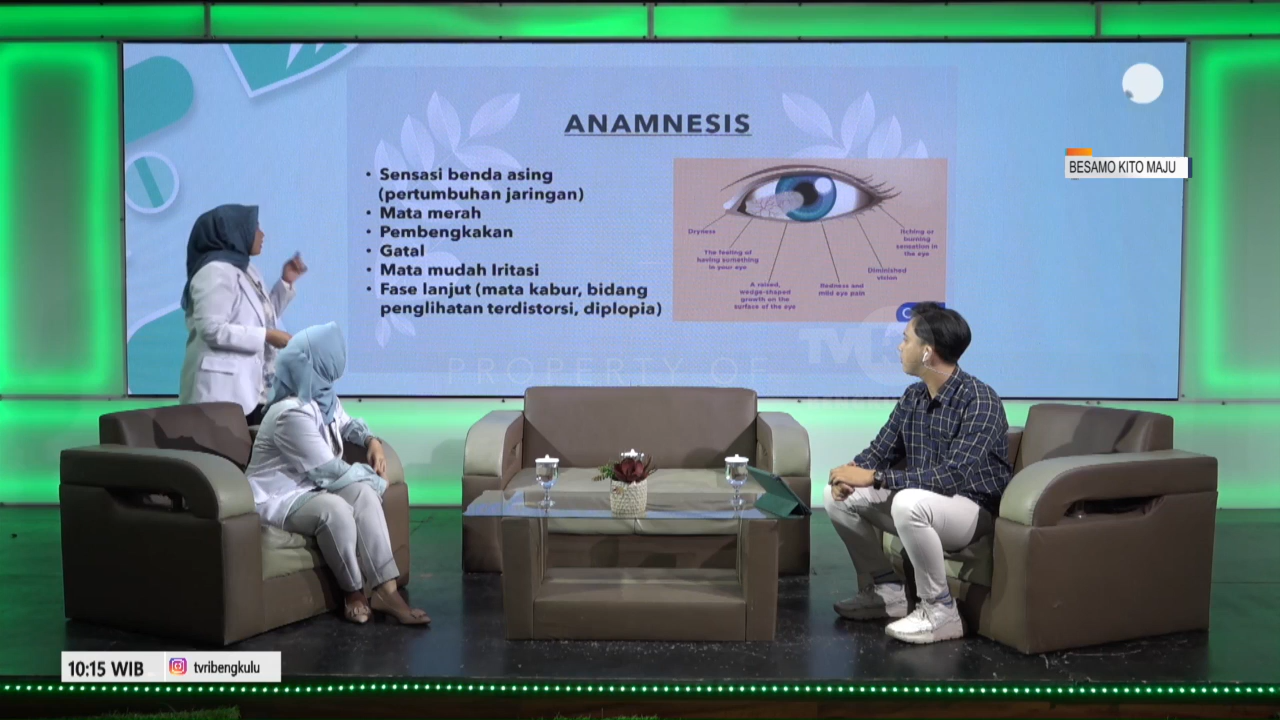 ANAMNESIS
BESAMO KITO MAJU
• Sensasi benda asing
(pertumbuhan jaringan)
• Mata merah
• Pembengkakan
• Gatal
• Mata mudah Iritasi
• Fase lanjut (mata kabur, bidang
penglihatan terdistorsi, diplopia)
Dryness
The feeling of
having something
in your eye
A raised,
wedge-shaped
growth on the
surface of the eye
Redness and
mild eye pain
Diminished
vision
Itching or
burning
sensation in
the eye
PROPERTY OF
10:15 WIB
tvribengkulu